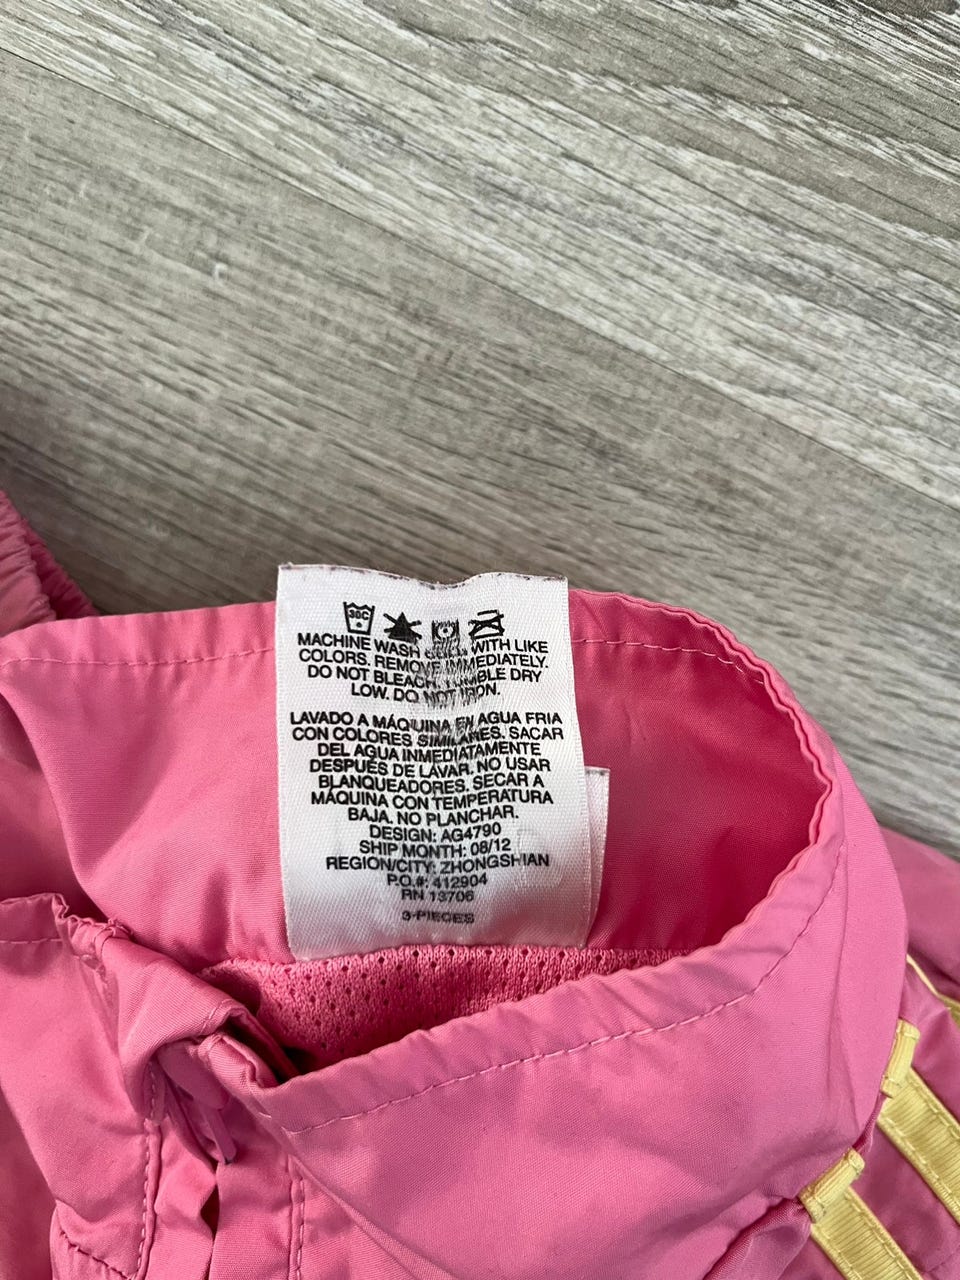 30C
MACHINE WASH WITH LIKE
COLORS. REMOVE IMMEDIATELY.
DO NOT BLEACH. TUMBLE DRY
LOW. DO NOT IRON.
LAVADO A MÁQUINA EN AGUA FRIA
CON COLORES SIMILARES. SACAR
DEL AGUA INMEDIATAMENTE
DESPUÉS DE LAVAR. NO USAR
BLANQUEADORES. SECAR A
MÁQUINA CON TEMPERATURA
BAJA. NO PLANCHAR.
DESIGN: AG4790
SHIP MONTH: 08/12
REGION/CITY: ZHONGSHAN
P.O.#: 412904
RN 13706
3-PIECES